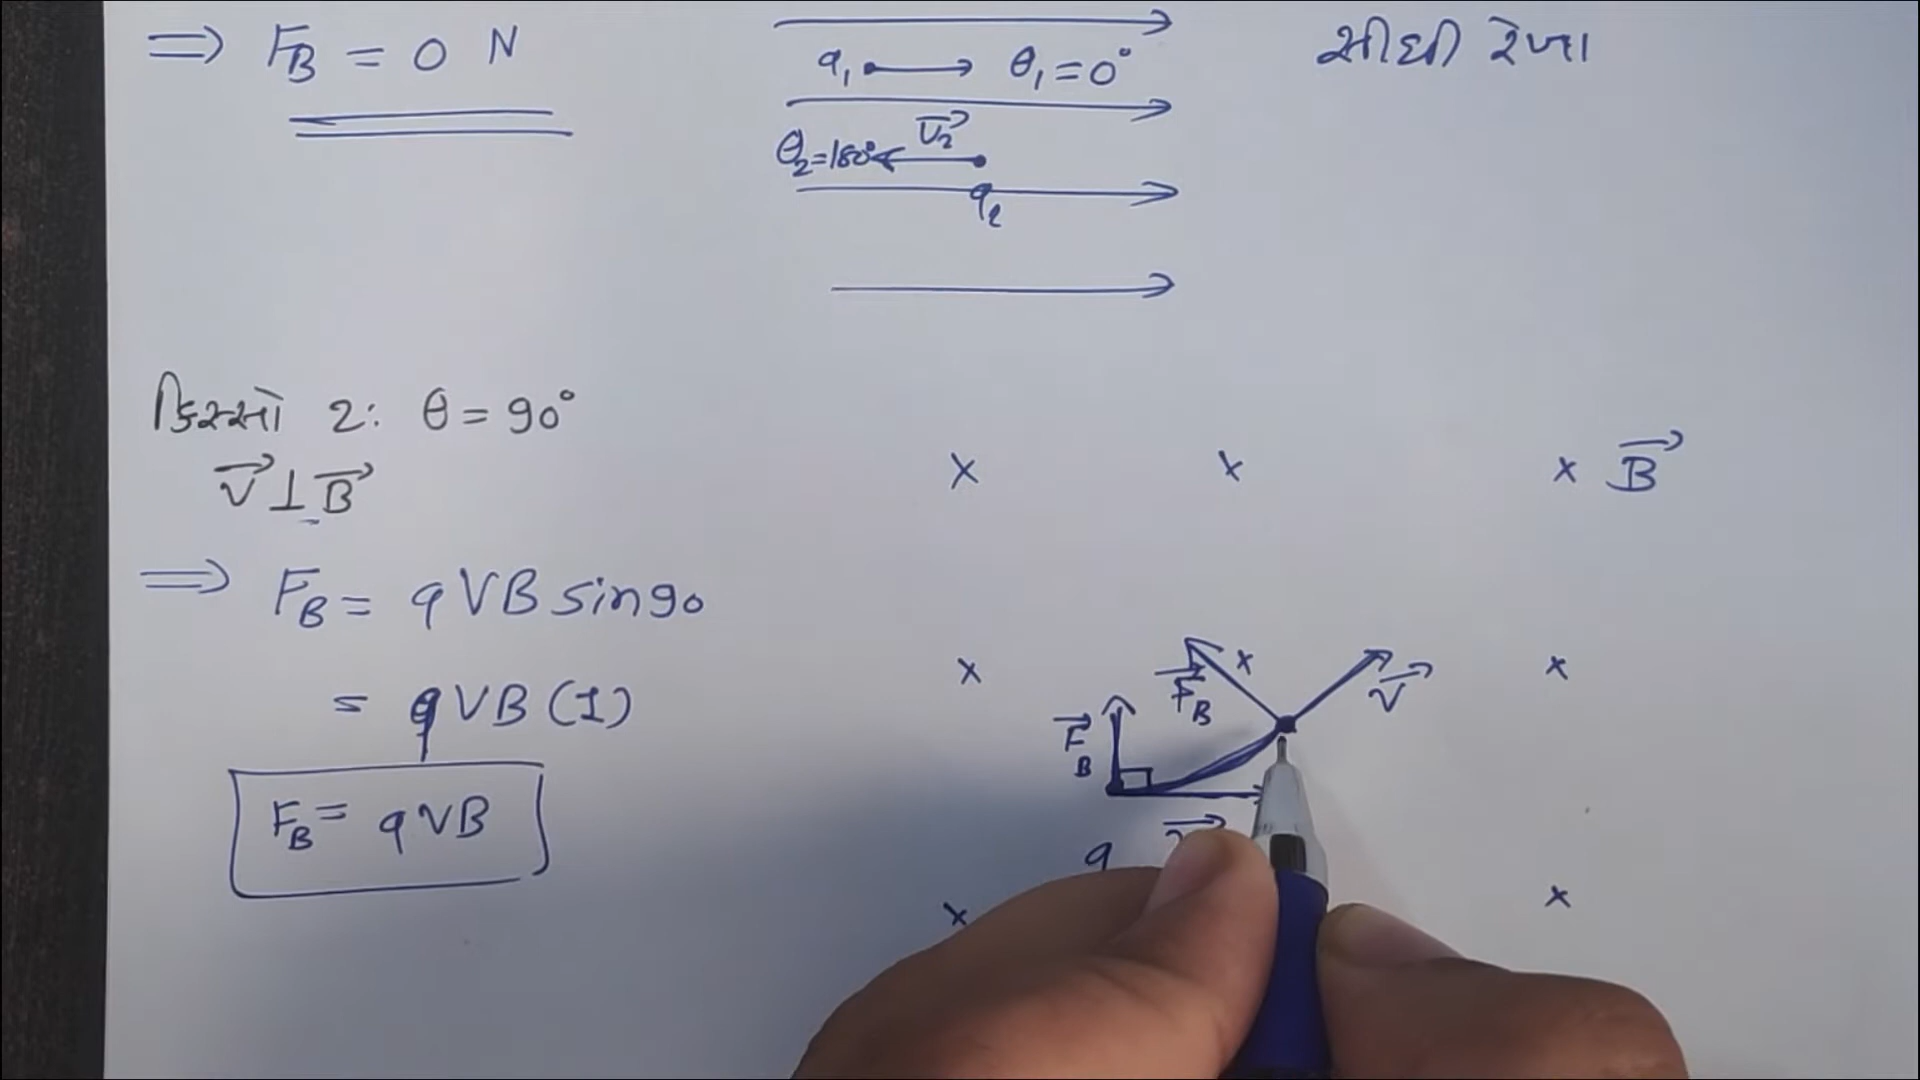 ⇒ F_B = 0 N
q₁ θ₁ = 0°
સીધી રેખા
θ₂ = 180° v₂→
q₂
કિસ્સો 2: θ = 90°
v→ ⊥ B→
x x x B→
⇒ F_B = qVB sin90
x x x
F_B→ v→
= qVB (1)
F_B→
F_B = qVB
q
x x